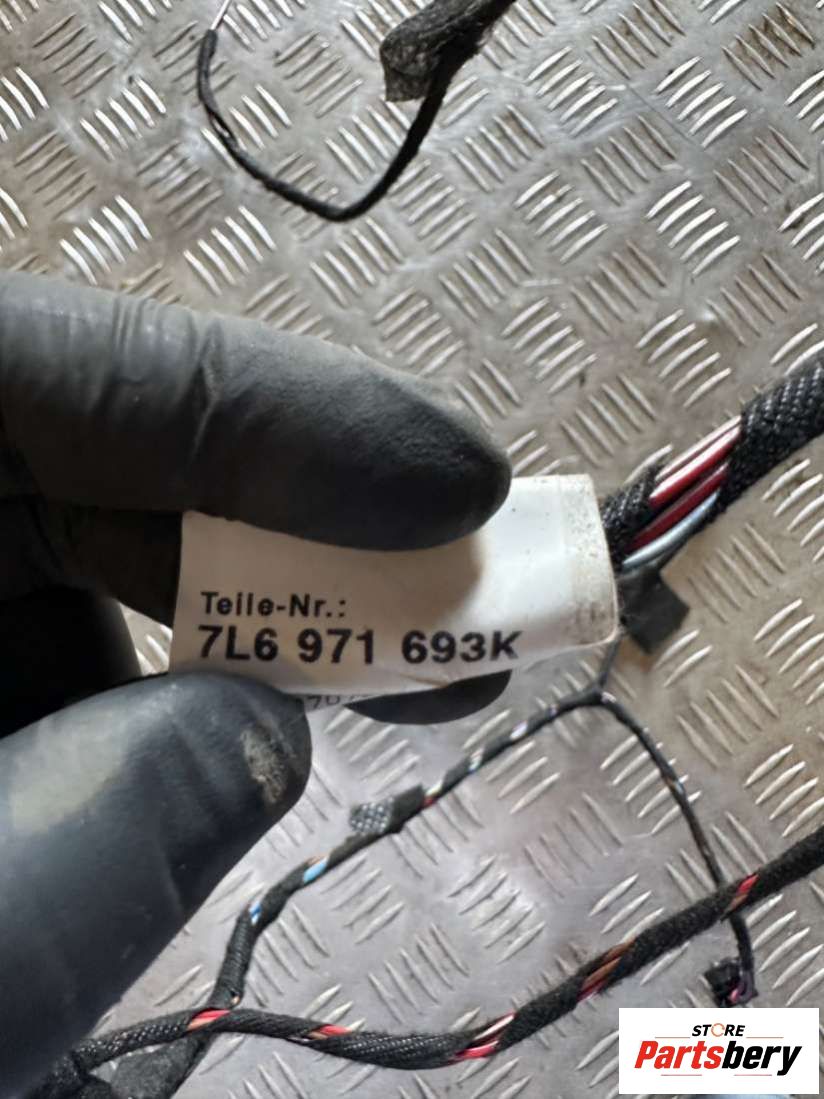 Teile-Nr.:
7L6 971 693K
STORE
Partsbery